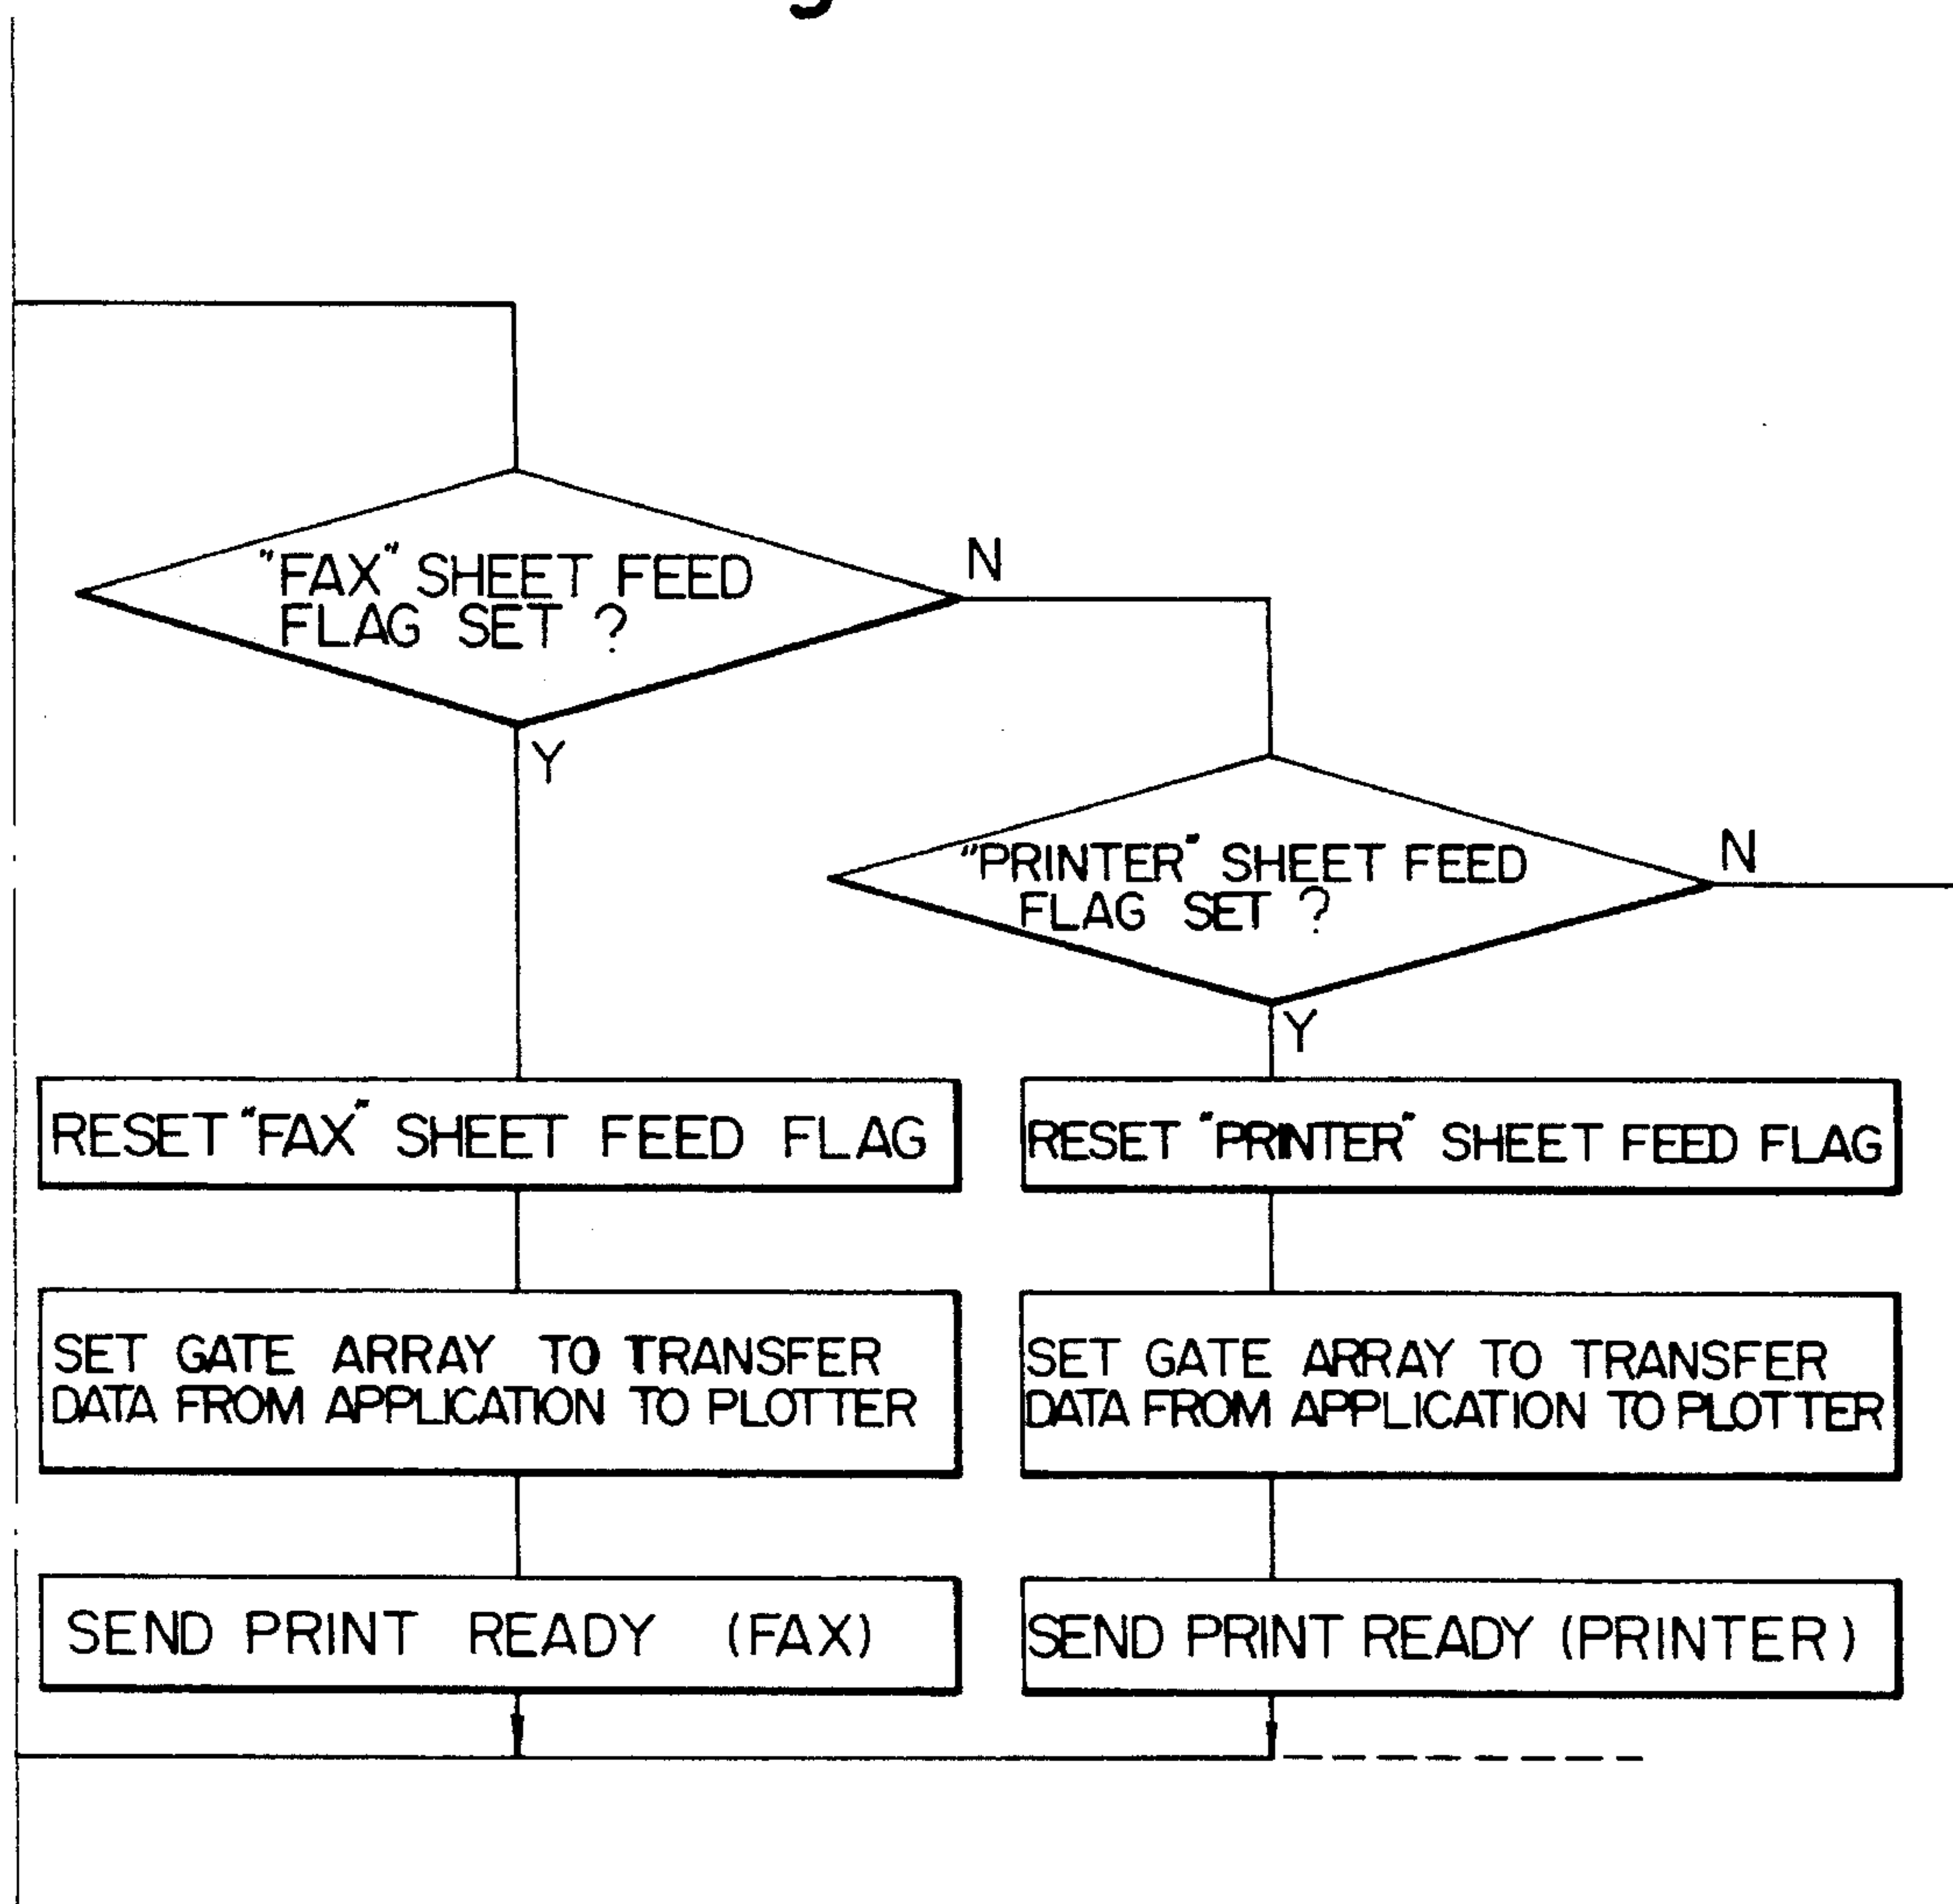 "FAX" SHEET FEED
FLAG SET ?
N
Y
"PRINTER" SHEET FEED
FLAG SET ?
N
Y
RESET "FAX" SHEET FEED FLAG
SET GATE ARRAY TO TRANSFER
DATA FROM APPLICATION TO PLOTTER
SEND PRINT READY (FAX)
RESET "PRINTER" SHEET FEED FLAG
SET GATE ARRAY TO TRANSFER
DATA FROM APPLICATION TO PLOTTER
SEND PRINT READY (PRINTER)